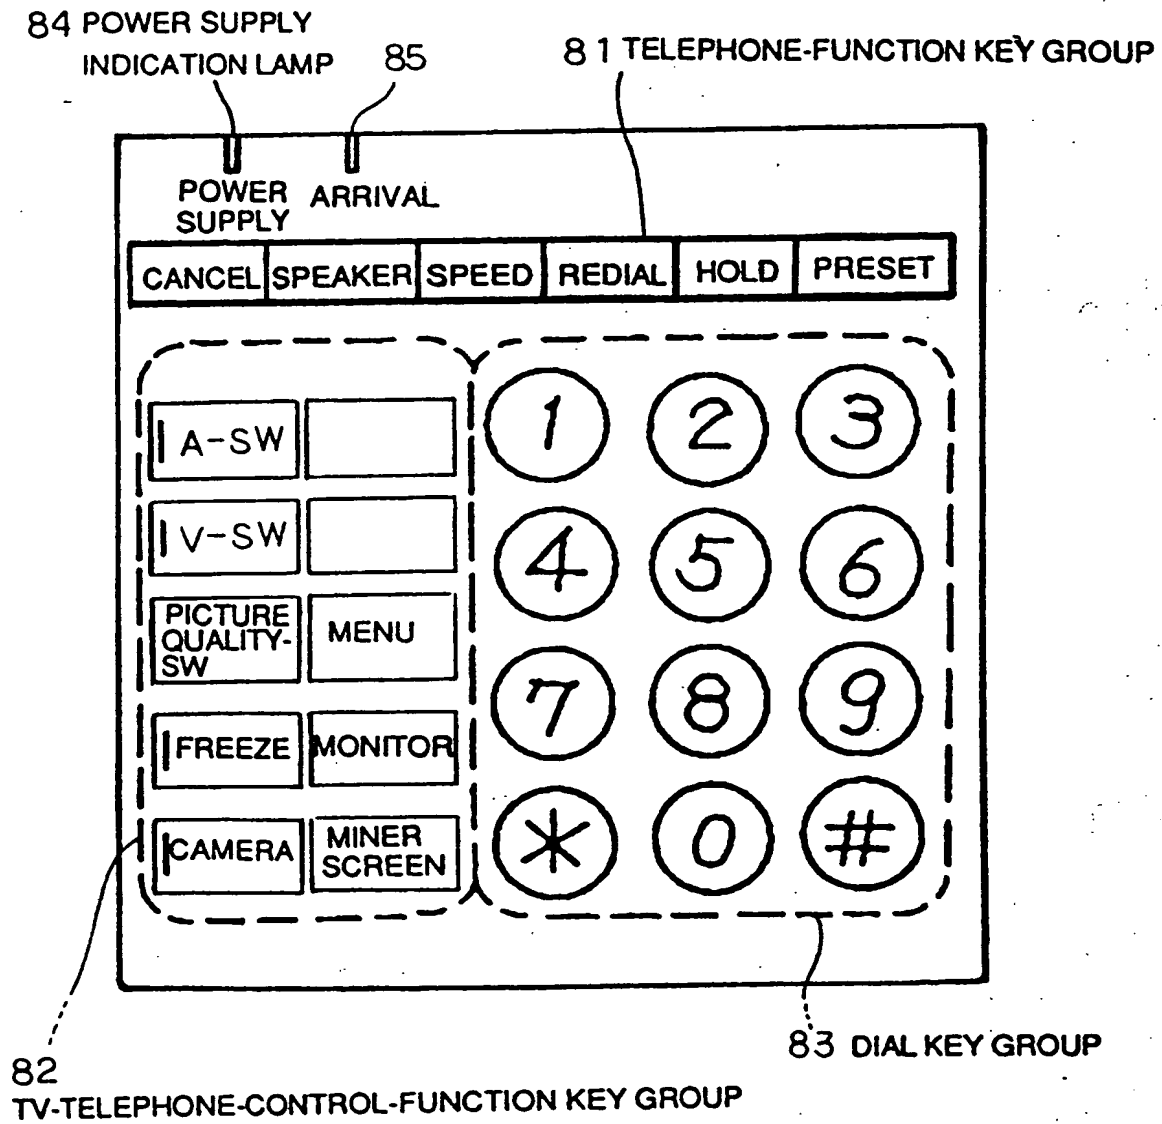 84 POWER SUPPLY
INDICATION LAMP
85
81 TELEPHONE-FUNCTION KEY GROUP
POWER
SUPPLY
ARRIVAL
CANCEL SPEAKER SPEED REDIAL HOLD PRESET
A-SW
V-SW
PICTURE
QUALITY-
SW
MENU
FREEZE
MONITOR
CAMERA
MINER
SCREEN
1 2 3
4 5 6
7 8 9
* 0 #
83 DIAL KEY GROUP
82
TV-TELEPHONE-CONTROL-FUNCTION KEY GROUP